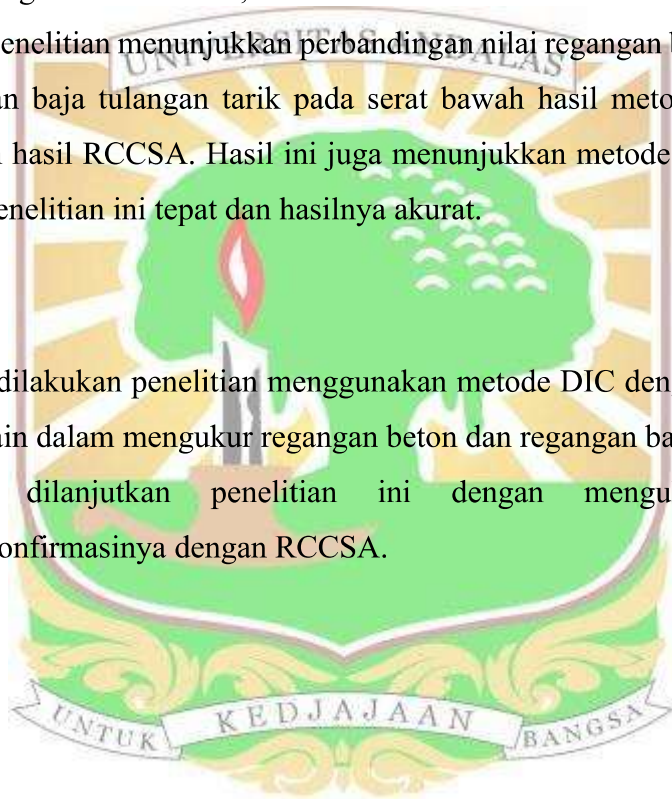 enelitian menunjukkan perbandingan nilai regangan
UNIVERSITAS ANDALAS
an baja tulangan tarik pada serat bawah hasil meto
hasil RCCSA. Hasil ini juga menunjukkan metode
enelitian ini tepat dan hasilnya akurat.
dilakukan penelitian menggunakan metode DIC den
ain dalam mengukur regangan beton dan regangan ba
dilanjutkan penelitian ini dengan mengu
onfirmasinya dengan RCCSA.
UNTUK KEDJAJAAN BANGSA